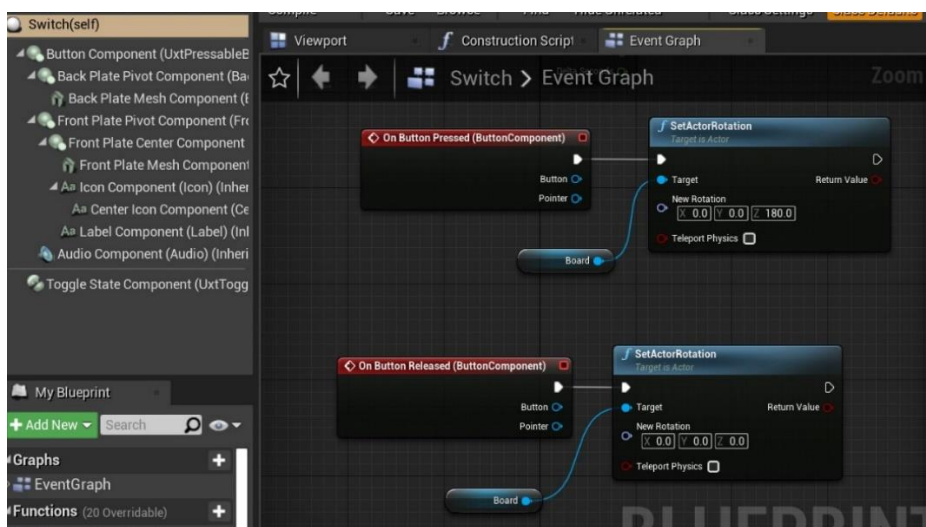 Switch(self)
Button Component (UxtPressableB
Back Plate Pivot Component (Ba
Back Plate Mesh Component (
Front Plate Pivot Component (Fr
Front Plate Center Component
Front Plate Mesh Component
Aa Icon Component (Icon) (Inher
Aa Center Icon Component (Ce
Aa Label Component (Label) (Inl
Audio Component (Audio) (Inheri
Toggle State Component (UxtTogg
My Blueprint
+ Add New
Search
Graphs
EventGraph
Functions (20 Overridable)
Viewport
f Construction Script
Event Graph
Switch > Event Graph
Zoom
On Button Pressed (ButtonComponent)
Button
Pointer
Board
f SetActorRotation
Target is Actor
Target
Return Value
New Rotation
X 0.0 Y 0.0 Z 180.0
Teleport Physics
On Button Released (ButtonComponent)
Button
Pointer
Board
f SetActorRotation
Target is Actor
Target
Return Value
New Rotation
X 0.0 Y 0.0 Z 0.0
Teleport Physics
BLUEPRINT